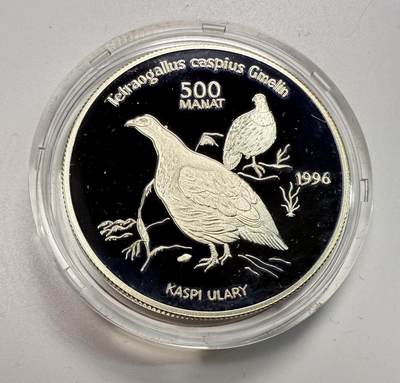 Tetraogallus caspius Gmelin
500
MANAT
1996
KASPI ULARY